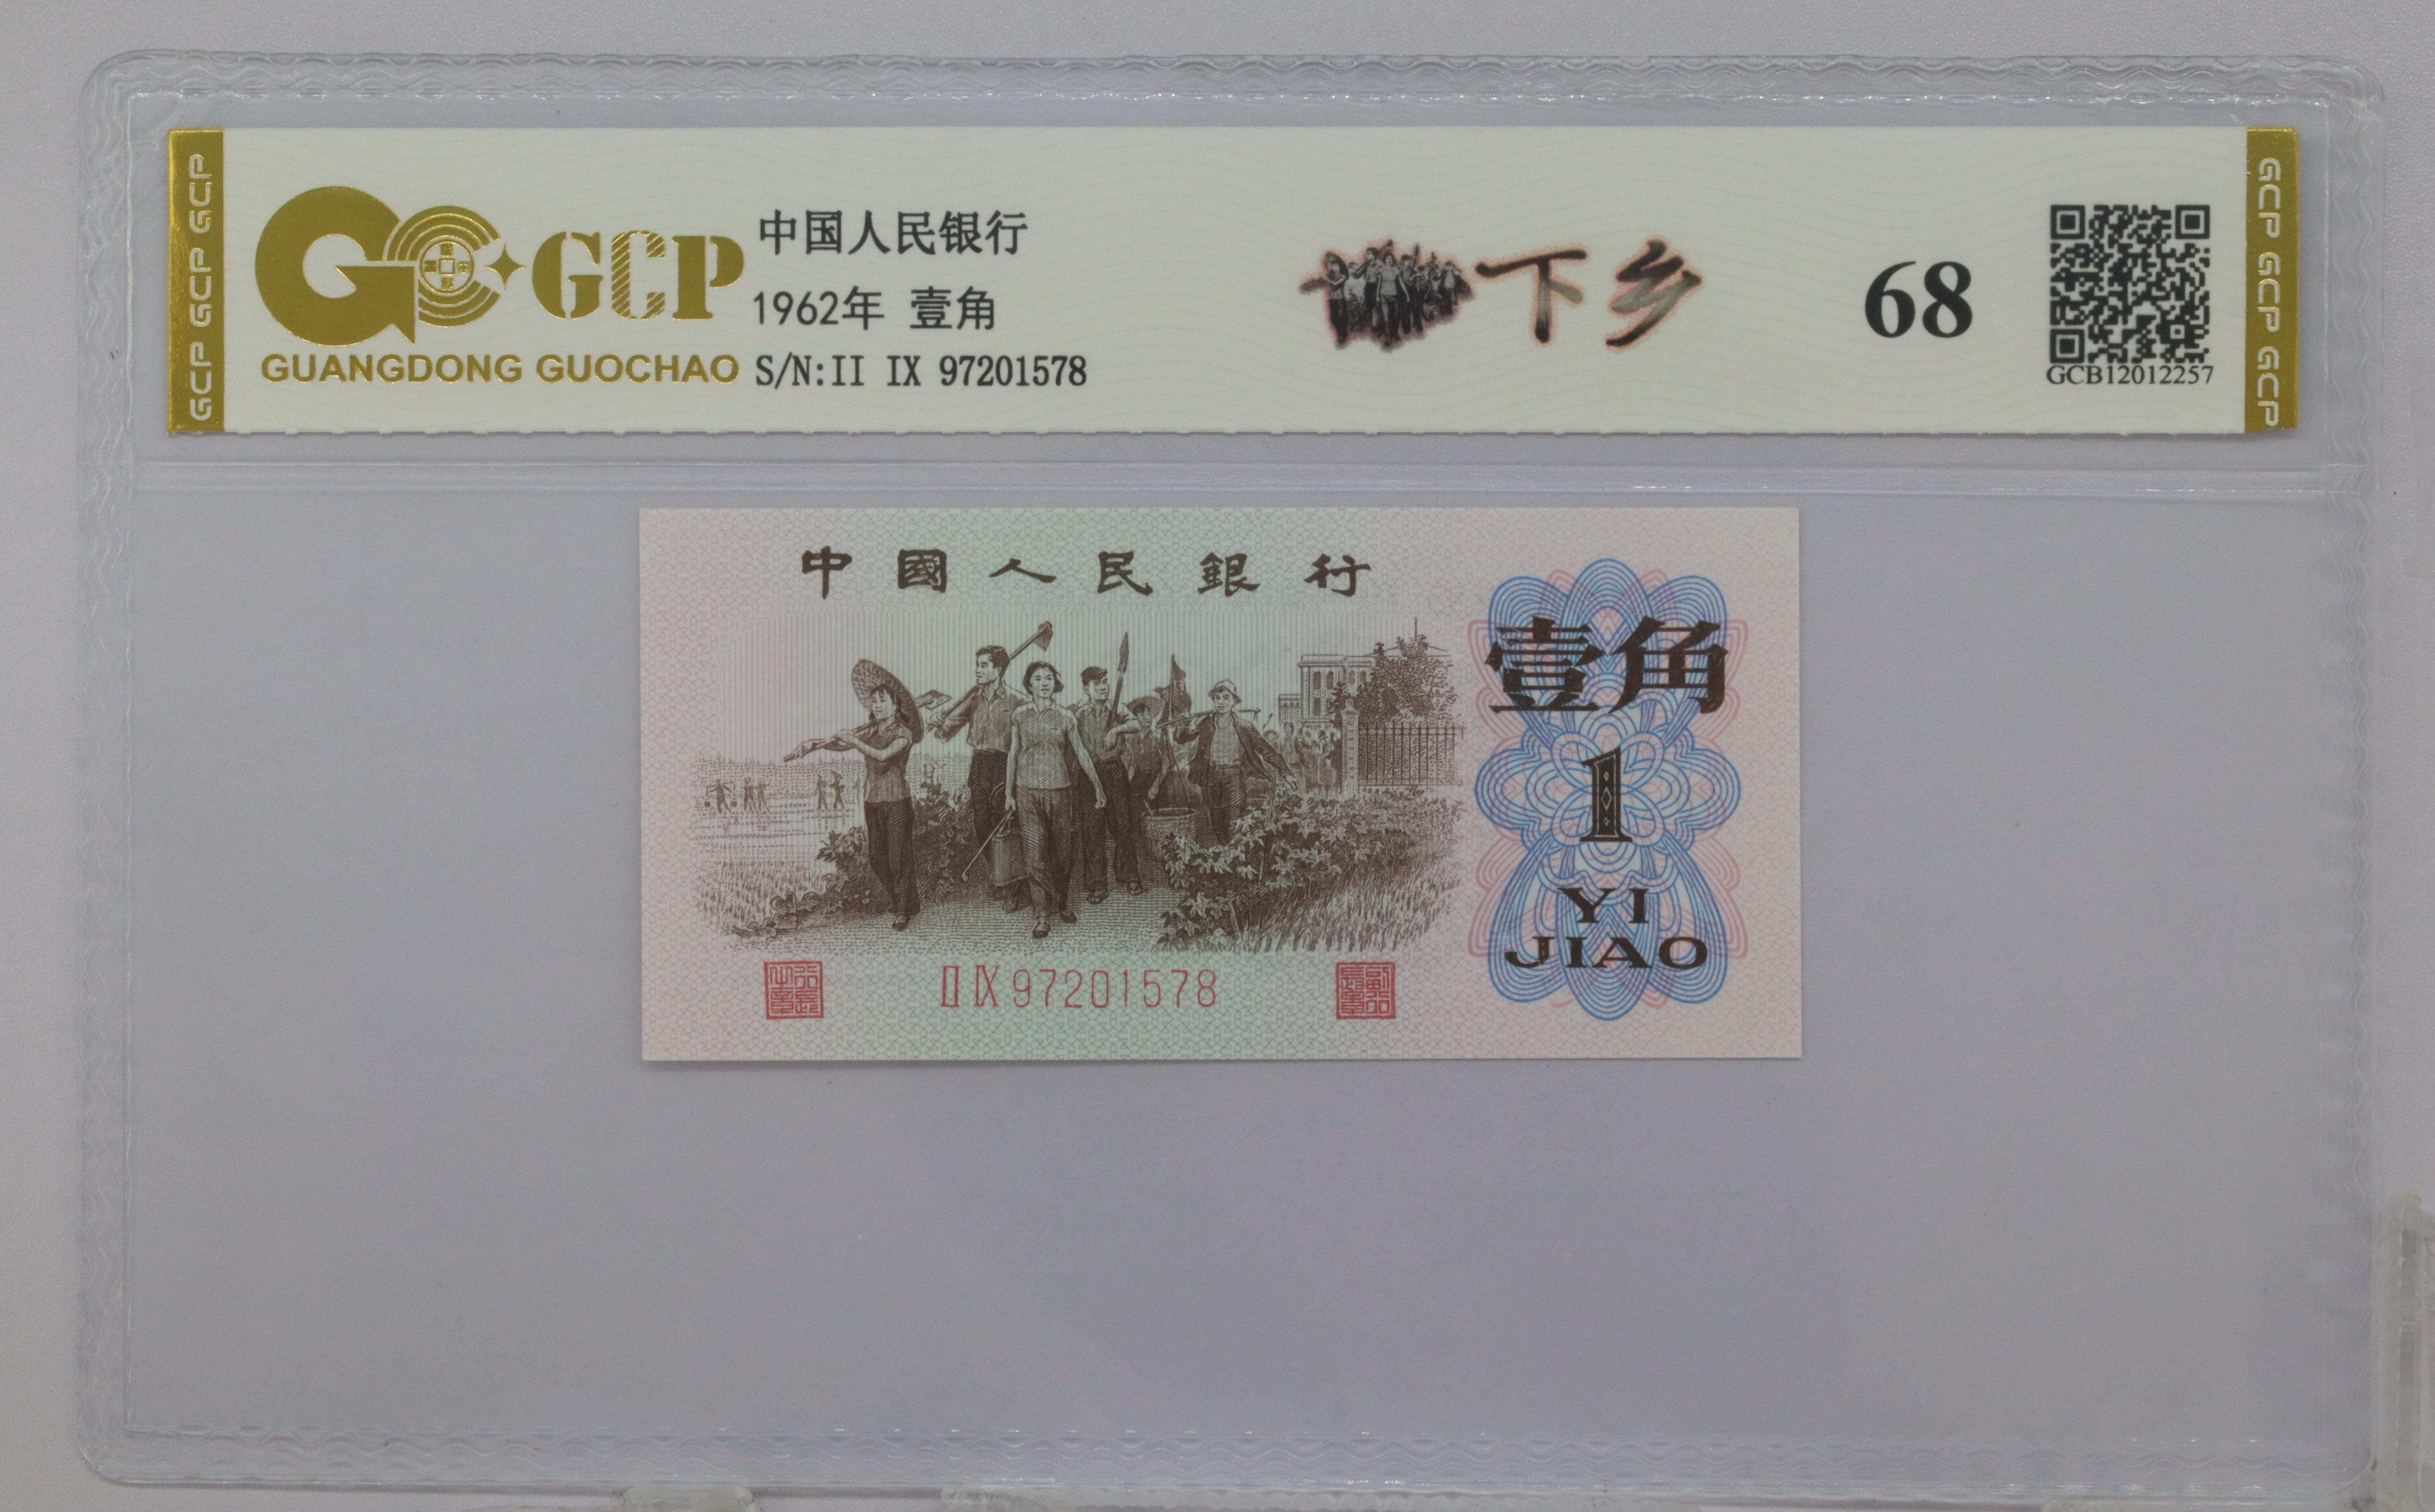 GCP GCP GCP
GCP
GUANGDONG GUOCHAO
中国人民银行
1962年 壹角
S/N:II IX 97201578
下乡
68
GCB12012257
GCP GCP GCP
中國人民銀行
壹角
1
YI
JIAO
II IX 97201578